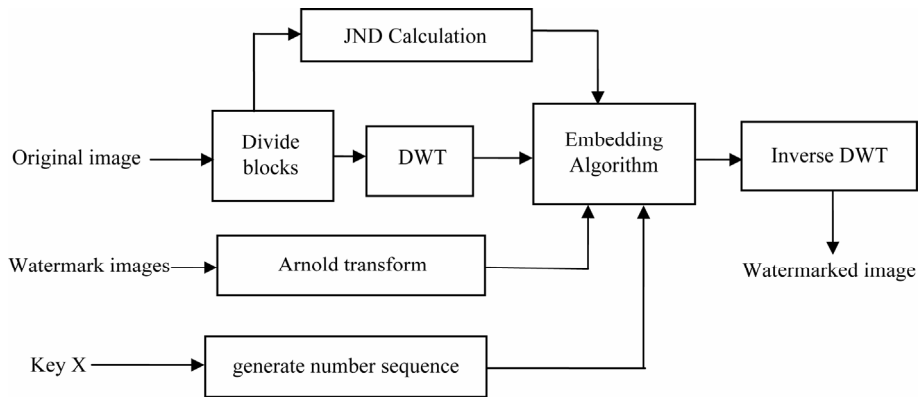 JND Calculation
Original image
Divide
blocks
DWT
Embedding
Algorithm
Inverse DWT
Watermark images
Arnold transform
Watermarked image
Key X
generate number sequence